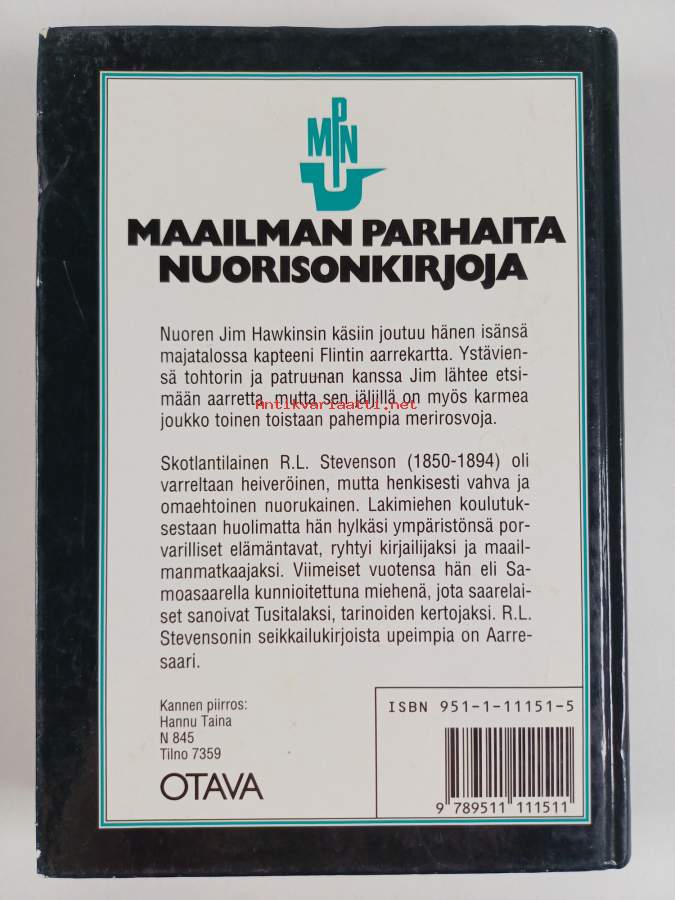 MPN
MAAILMAN PARHAITA
NUORISONKIRJOJA
Nuoren Jim Hawkinsin käsiin joutuu hänen isänsä
majatalossa kapteeni Flintin aarrekartta. Ystävien-
sä tohtorin ja patruunan kanssa Jim lähtee etsi-
mään aarretta, mutta sen jäljillä on myös karmea
Antikvariaatti.net
joukko toinen toistaan pahempia merirosvoja.
Skotlantilainen R.L. Stevenson (1850-1894) oli
varreltaan heiveröinen, mutta henkisesti vahva ja
omaehtoinen nuorukainen. Lakimiehen koulutuk-
sestaan huolimatta hän hylkäsi ympäristönsä por-
varilliset elämäntavat, ryhtyi kirjailijaksi ja maail-
manmatkaajaksi. Viimeiset vuotensa hän eli Sa-
moasaarella kunnioitettuna miehenä, jota saarelai-
set sanoivat Tusitalaksi, tarinoiden kertojaksi. R.L.
Stevensonin seikkailukirjoista upeimpia on Aarre-
saari.
Kannen piirros:
Hannu Taina
N 845
Tilno 7359
OTAVA
ISBN 951-1-11151-5
9 789511 111511